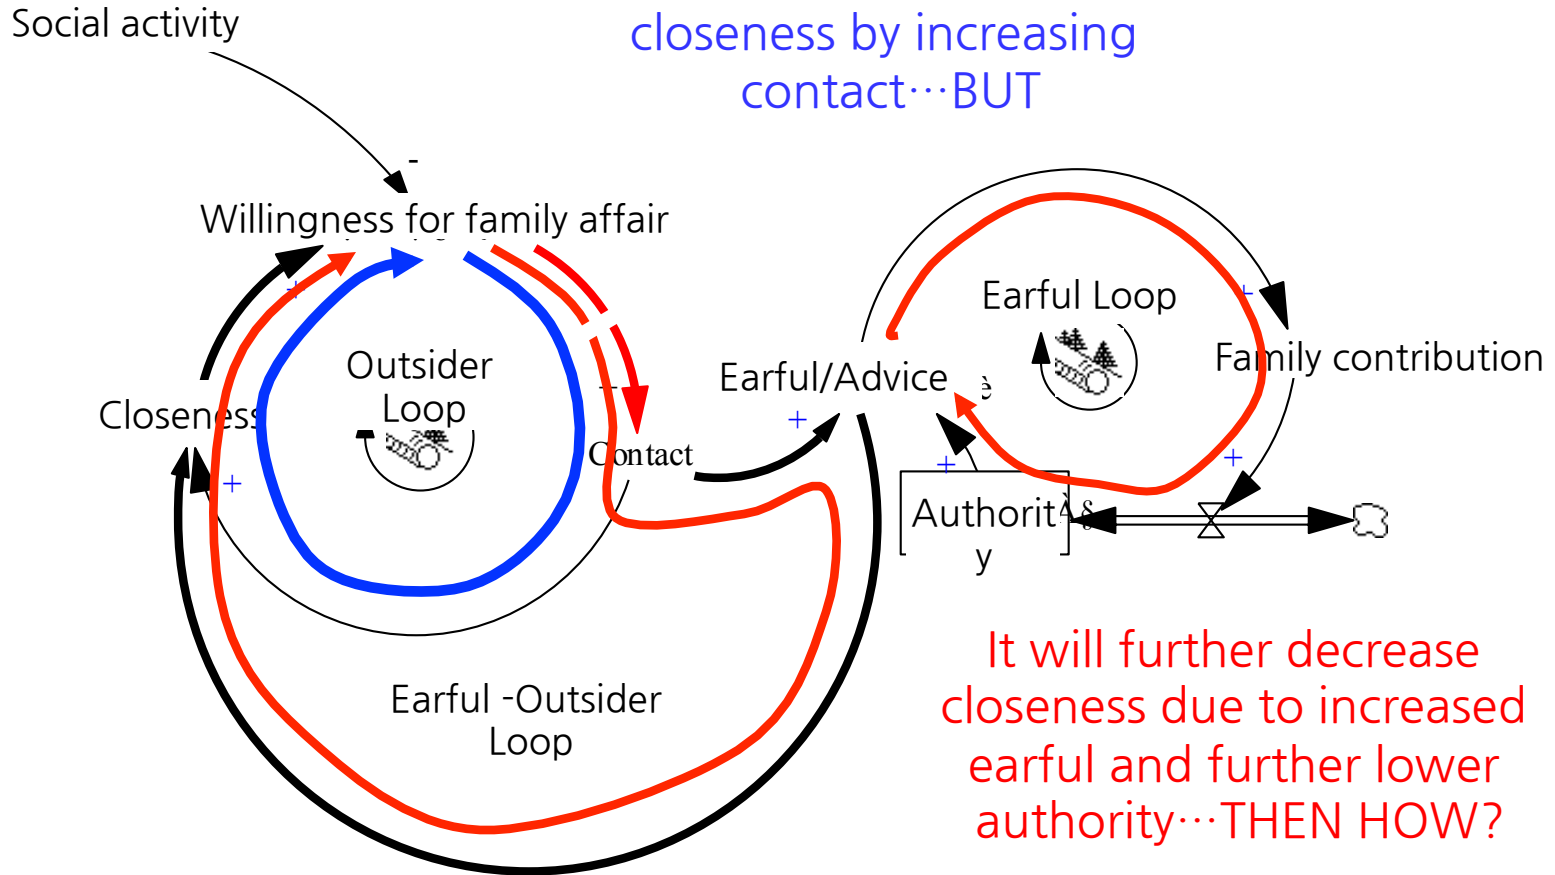 Social activity
closeness by increasing
contact…BUT
-
Willingness for family affair
+
Earful Loop
+
Outsider
Loop
Earful/Advice
è
Family contribution
Closeness
+
Contact
+
+
+
Authorit
y
Earful -Outsider
Loop
It will further decrease
closeness due to increased
earful and further lower
authority…THEN HOW?